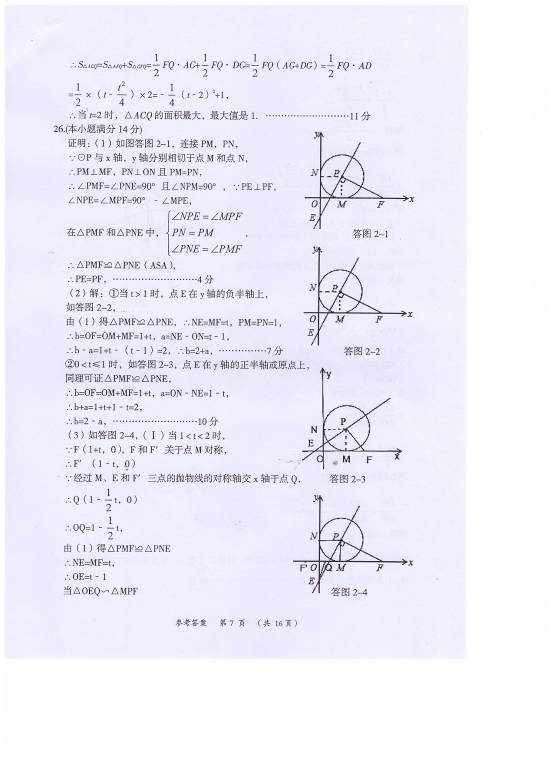 ∴S△ACQ=S△AFQ+S△CFQ=1/2 FQ·AG+1/2 FQ·DG=1/2 FQ(AG+DG)=1/2 FQ·AD
=1/2×(t-t²/4)×2=-1/4(t-2)²+1,
∴当t=2时,△ACQ的面积最大,最大值是1. ………………………11分
26.(本小题满分14分)
证明:(1)如图答图2-1,连接PM,PN,
∵⊙P与x轴,y轴分别相切于点M和点N,
∴PM⊥MF,PN⊥ON且PM=PN,
∴∠PMF=∠PNE=90°且∠NPM=90°,∵PE⊥PF,
∠NPE=∠MPF=90°-∠MPE,
在△PMF和△PNE中,{∠NPE=∠MPF
PN=PM
∠PNE=∠PMF,
∴△PMF≌△PNE(ASA),
∴PE=PF,………………………4分
(2)解:①当t>1时,点E在y轴的负半轴上,
如答图2-2,
由(1)得△PMF≌△PNE,∴NE=MF=t,PM=PN=1,
∴b=OF=OM+MF=1+t,a=NE-ON=t-1,
∴b-a=1+t-(t-1)=2,∴b=2+a,……………7分
②0<t≤1时,如答图2-3,点E在y轴的正半轴或原点上,
同理可证△PMF≌△PNE,
∴b=OF=OM+MF=1+t,a=ON-NE=1-t,
∴b+a=1+t+1-t=2,
∴b=2-a,………………………10分
(3)如答图2-4,(Ⅰ)当1<t<2时,
∵F(1+t,0),F和F′关于点M对称,
∴F′(1-t,0)
∵经过M、E和F′三点的抛物线的对称轴交x轴于点Q,
∴Q(1-1/2 t,0)
∴OQ=1-1/2 t,
由(1)得△PMF≌△PNE
∴NE=MF=t,
∴OE=t-1
当△OEQ∽△MPF
y
N
P
O
M
F
x
E
答图2-1
y
N
P
O
M
F
x
E
答图2-2
y
P
N
E
O
M
F
x
答图2-3
y
N
P
F′
O
Q
M
F
x
E
答图2-4
参考答案 第7页 (共16页)